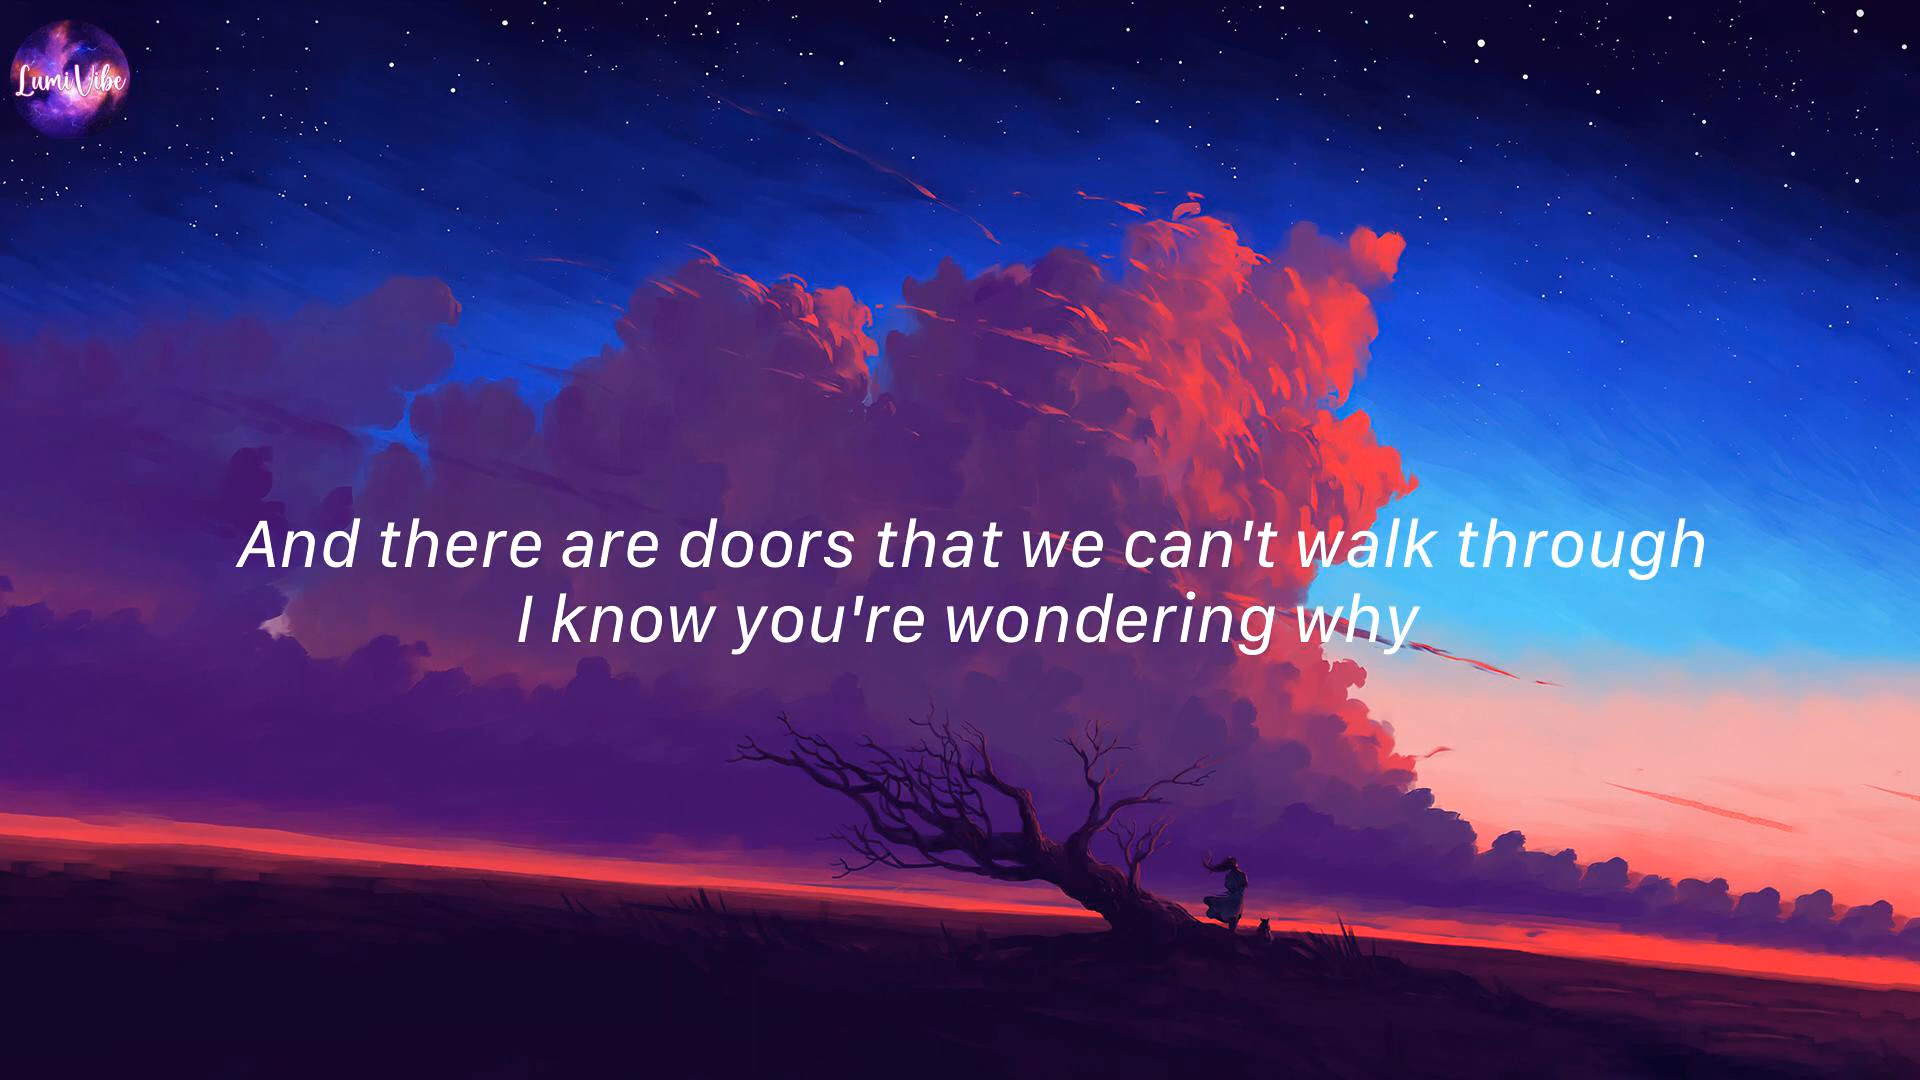 LumiVibe
And there are doors that we can't walk through
I know you're wondering why